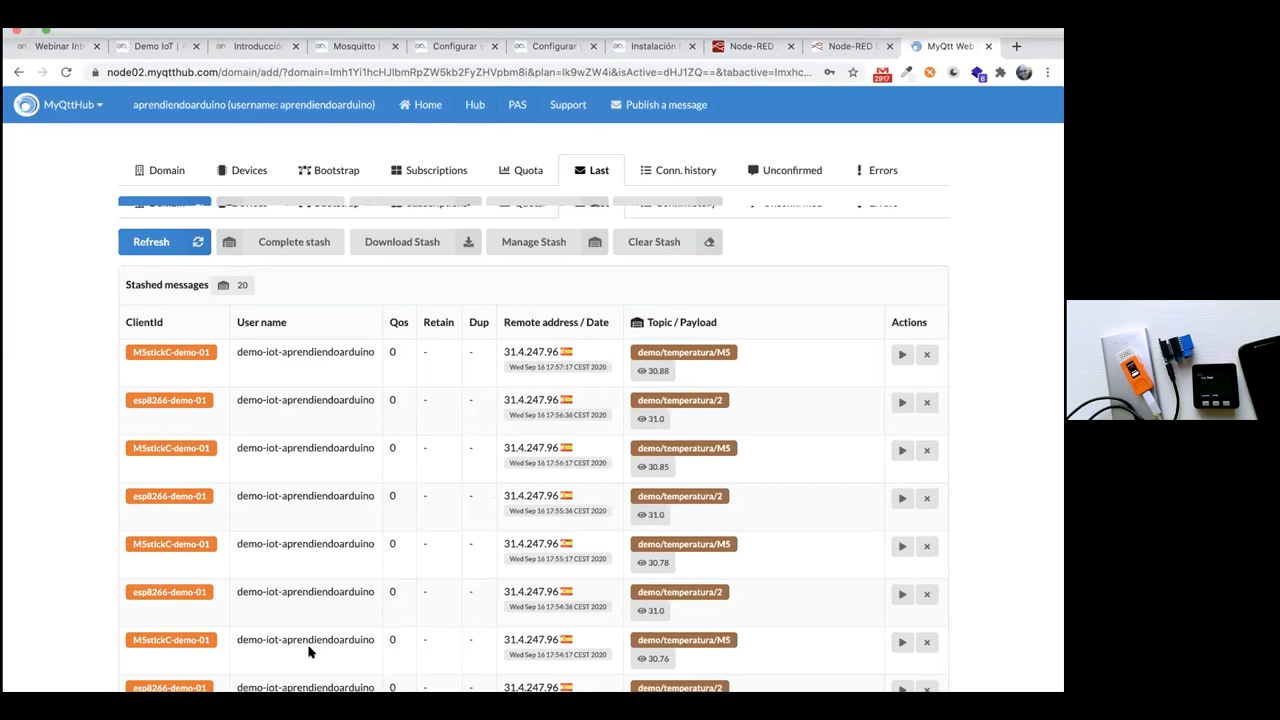 Webinar Int
Demo IoT | A
Introducció
Mosquitto |
Configurar y
Configurar y
Instalación N
Node-RED
Node-RED D
MyQtt Web
node02.myqtthub.com/domain/add/?domain=Imh1Yi1hcHJlbmRpZW5kb2FyZHVpbm8i&plan=Ik9wZW4i&isActive=dHJ1ZQ==&tabactive=Imxhc...
2917
6
MyQttHub aprendiendoarduino (username: aprendiendoarduino) Home Hub PAS Support Publish a message
Domain Devices Bootstrap Subscriptions Quota Last Conn. history Unconfirmed Errors
Refresh Complete stash Download Stash Manage Stash Clear Stash
Stashed messages 20
ClientId User name Qos Retain Dup Remote address / Date Topic / Payload Actions
M5stickC-demo-01 demo-iot-aprendiendoarduino 0 - - 31.4.247.96 demo/temperatura/M5
Wed Sep 16 17:57:17 CEST 2020 30.88
esp8266-demo-01 demo-iot-aprendiendoarduino 0 - - 31.4.247.96 demo/temperatura/2
Wed Sep 16 17:56:36 CEST 2020 31.0
M5stickC-demo-01 demo-iot-aprendiendoarduino 0 - - 31.4.247.96 demo/temperatura/M5
Wed Sep 16 17:56:17 CEST 2020 30.85
esp8266-demo-01 demo-iot-aprendiendoarduino 0 - - 31.4.247.96 demo/temperatura/2
Wed Sep 16 17:55:36 CEST 2020 31.0
M5stickC-demo-01 demo-iot-aprendiendoarduino 0 - - 31.4.247.96 demo/temperatura/M5
Wed Sep 16 17:55:17 CEST 2020 30.78
esp8266-demo-01 demo-iot-aprendiendoarduino 0 - - 31.4.247.96 demo/temperatura/2
Wed Sep 16 17:54:36 CEST 2020 31.0
M5stickC-demo-01 demo-iot-aprendiendoarduino 0 - - 31.4.247.96 demo/temperatura/M5
Wed Sep 16 17:54:17 CEST 2020 30.76
esp8266-demo-01 demo-iot-aprendiendoarduino 0 - - 31.4.247.96 demo/temperatura/2